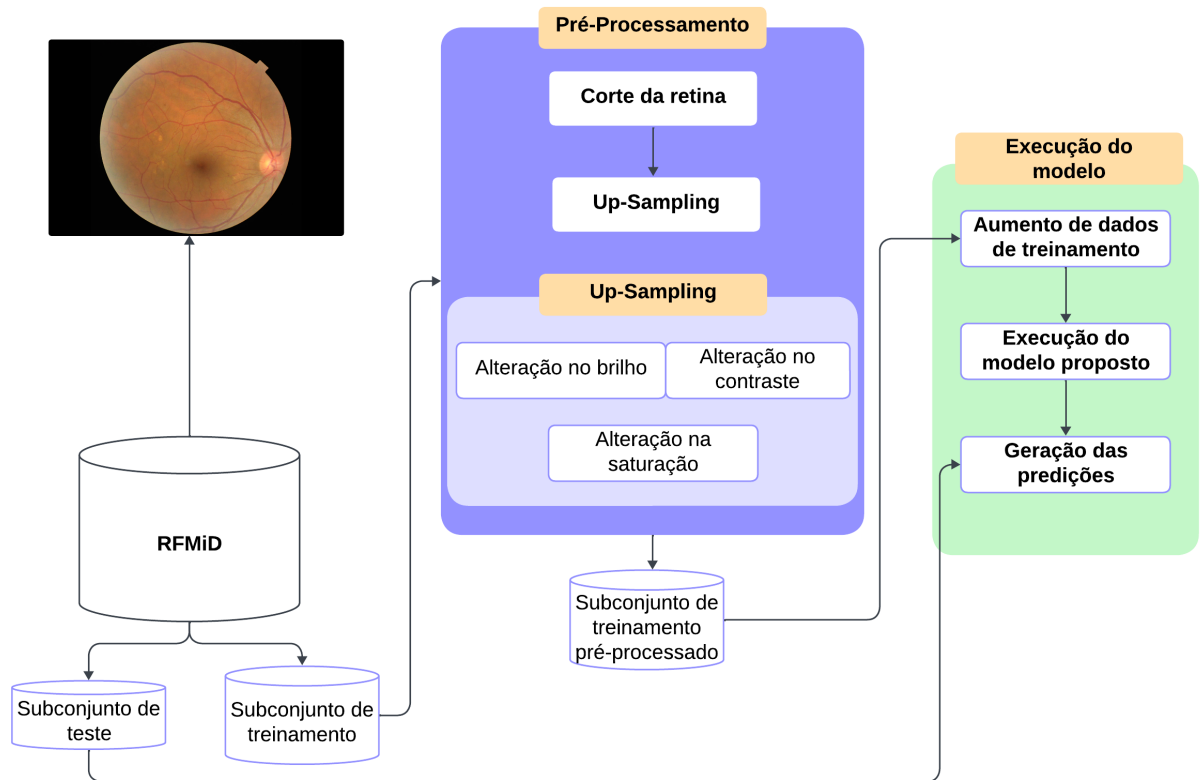 Pré-Processamento
Corte da retina
Up-Sampling
Up-Sampling
Alteração no brilho
Alteração no
contraste
Alteração na
saturação
RFMiD
Subconjunto de
teste
Subconjunto de
treinamento
Subconjunto de
treinamento
pré-processado
Execução do
modelo
Aumento de dados
de treinamento
Execução do
modelo proposto
Geração das
predições